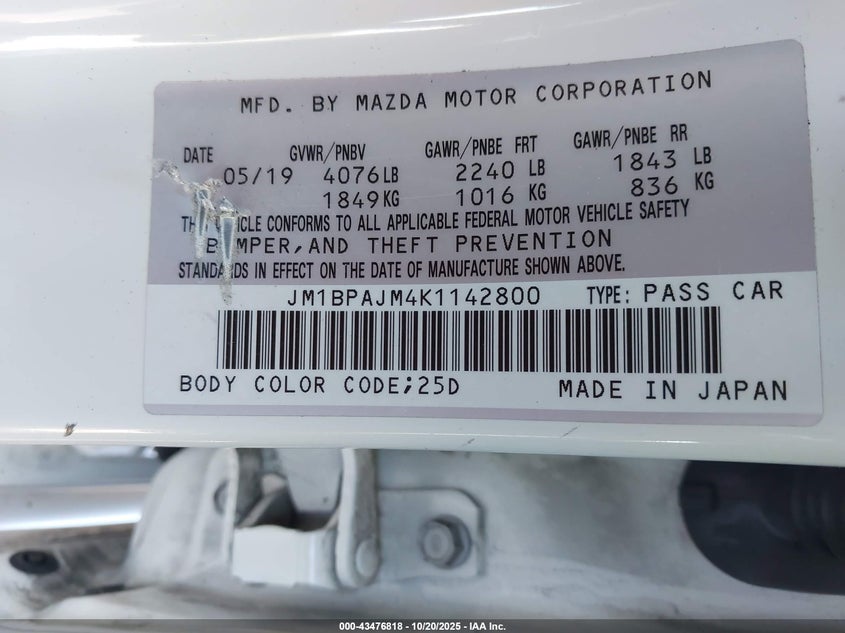 MFD. BY MAZDA MOTOR CORPORATION
DATE GVWR/PNBV GAWR/PNBE FRT GAWR/PNBE RR
05/19 4076LB 2240 LB 1843 LB
1849KG 1016 KG 836 KG
VEHICLE CONFORMS TO ALL APPLICABLE FEDERAL MOTOR VEHICLE SAFETY
BUMPER,AND THEFT PREVENTION
STANDARDS IN EFFECT ON THE DATE OF MANUFACTURE SHOWN ABOVE.
JM1BPAJM4K1142800 TYPE: PASS CAR
BODY COLOR CODE;25D MADE IN JAPAN
000-43476818 - 10/20/2025 - IAA Inc.